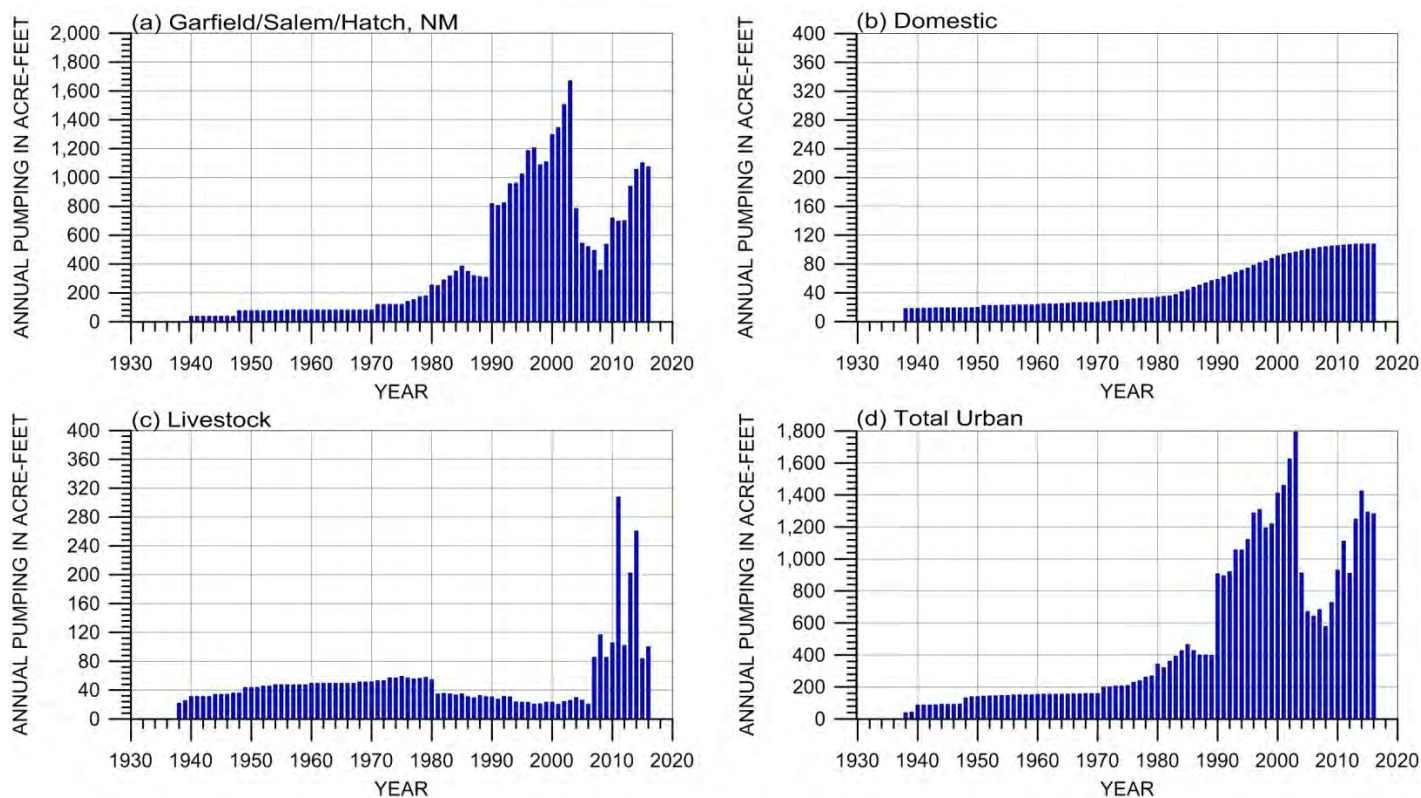 (a) Garfield/Salem/Hatch, NM
ANNUAL PUMPING IN ACRE-FEET
2,000
1,800
1,600
1,400
1,200
1,000
800
600
400
200
0
1930 1940 1950 1960 1970 1980 1990 2000 2010 2020
YEAR
(b) Domestic
ANNUAL PUMPING IN ACRE-FEET
400
360
320
280
240
200
160
120
80
40
0
1930 1940 1950 1960 1970 1980 1990 2000 2010 2020
YEAR
(c) Livestock
ANNUAL PUMPING IN ACRE-FEET
400
360
320
280
240
200
160
120
80
40
0
1930 1940 1950 1960 1970 1980 1990 2000 2010 2020
YEAR
(d) Total Urban
ANNUAL PUMPING IN ACRE-FEET
1,800
1,600
1,400
1,200
1,000
800
600
400
200
0
1930 1940 1950 1960 1970 1980 1990 2000 2010 2020
YEAR